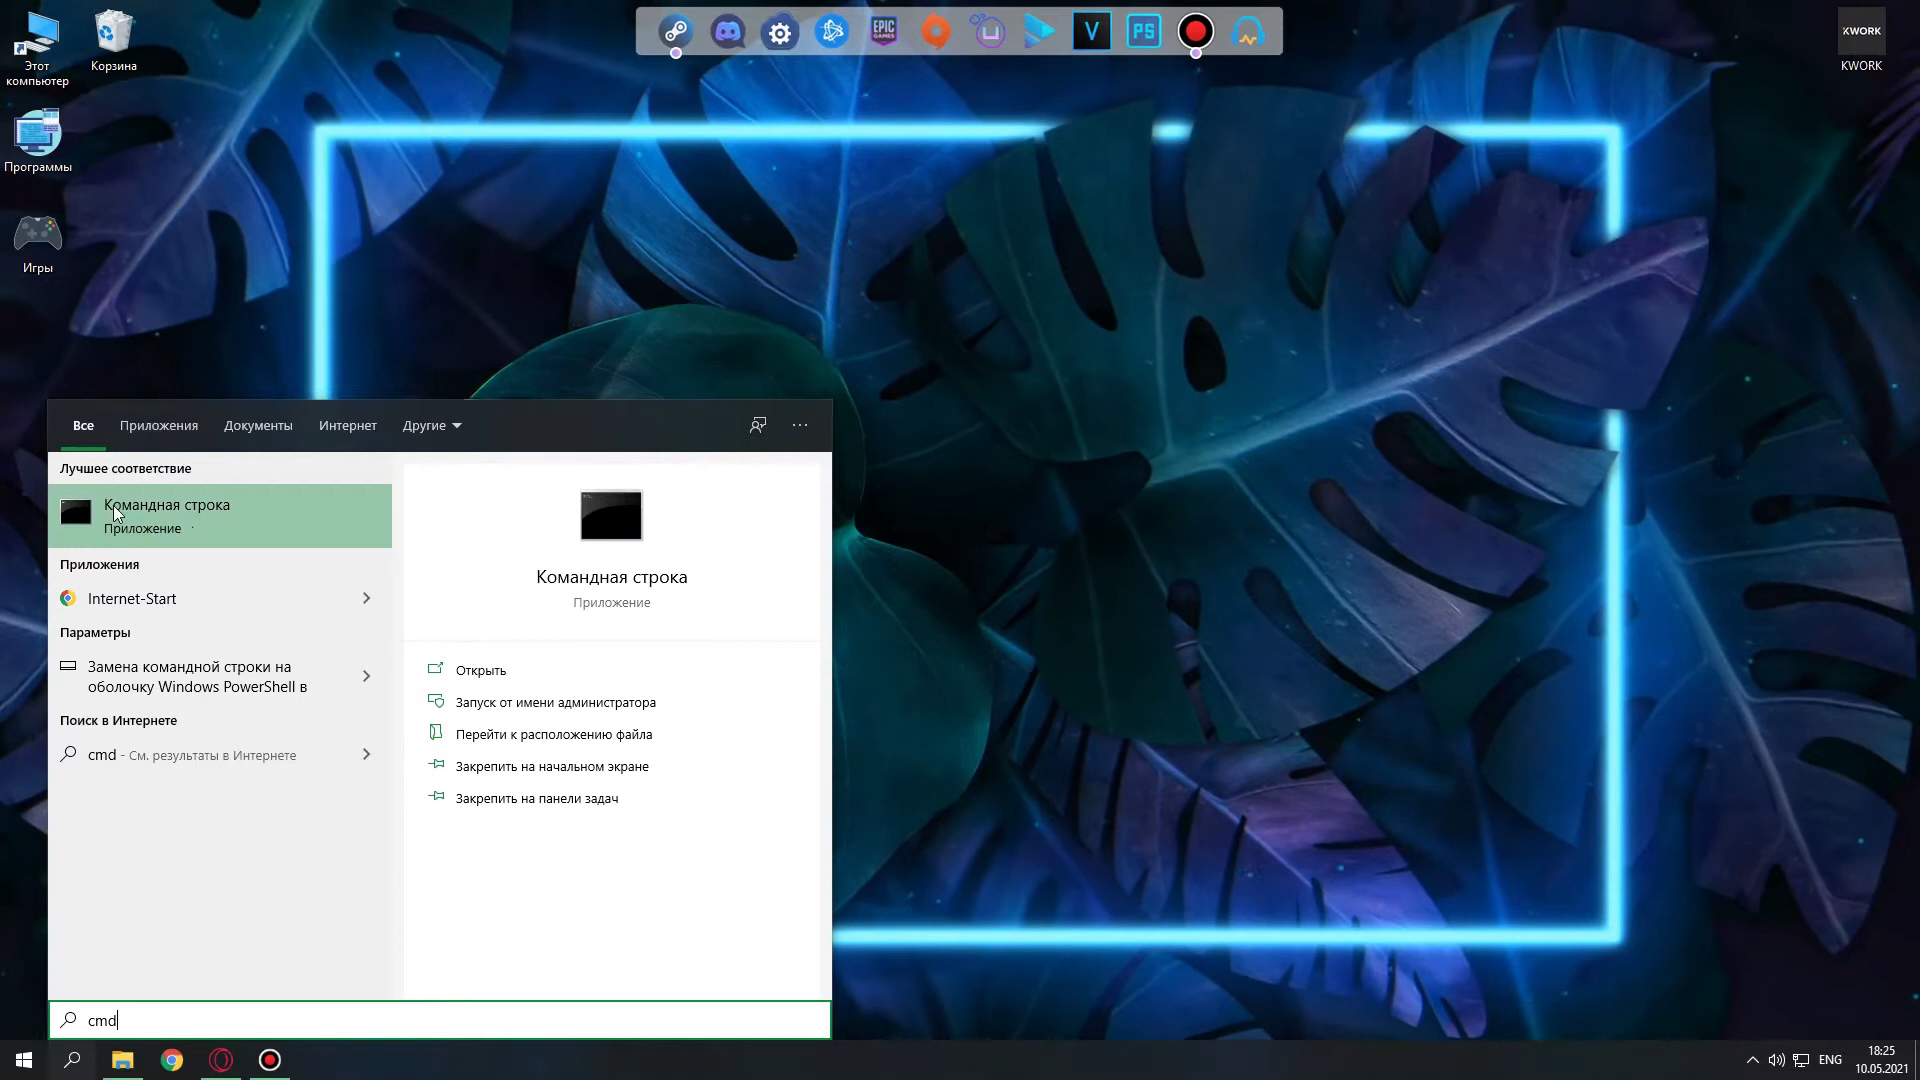 Этот
компьютер
Корзина
EPIC
GAMES
V
PS
KWORK
KWORK
Программы
Игры
Все
Приложения
Документы
Интернет
Другие
Лучшее соответствие
Командная строка
Приложение
Приложения
Internet-Start
Параметры
Замена командной строки на
оболочку Windows PowerShell в
Поиск в Интернете
cmd - См. результаты в Интернете
Командная строка
Приложение
Открыть
Запуск от имени администратора
Перейти к расположению файла
Закрепить на начальном экране
Закрепить на панели задач
cmd
ENG
18:25
10.05.2021